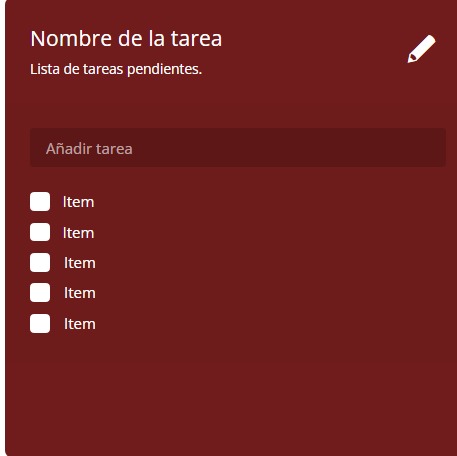 Nombre de la tarea
Lista de tareas pendientes.
Añadir tarea
Item
Item
Item
Item
Item